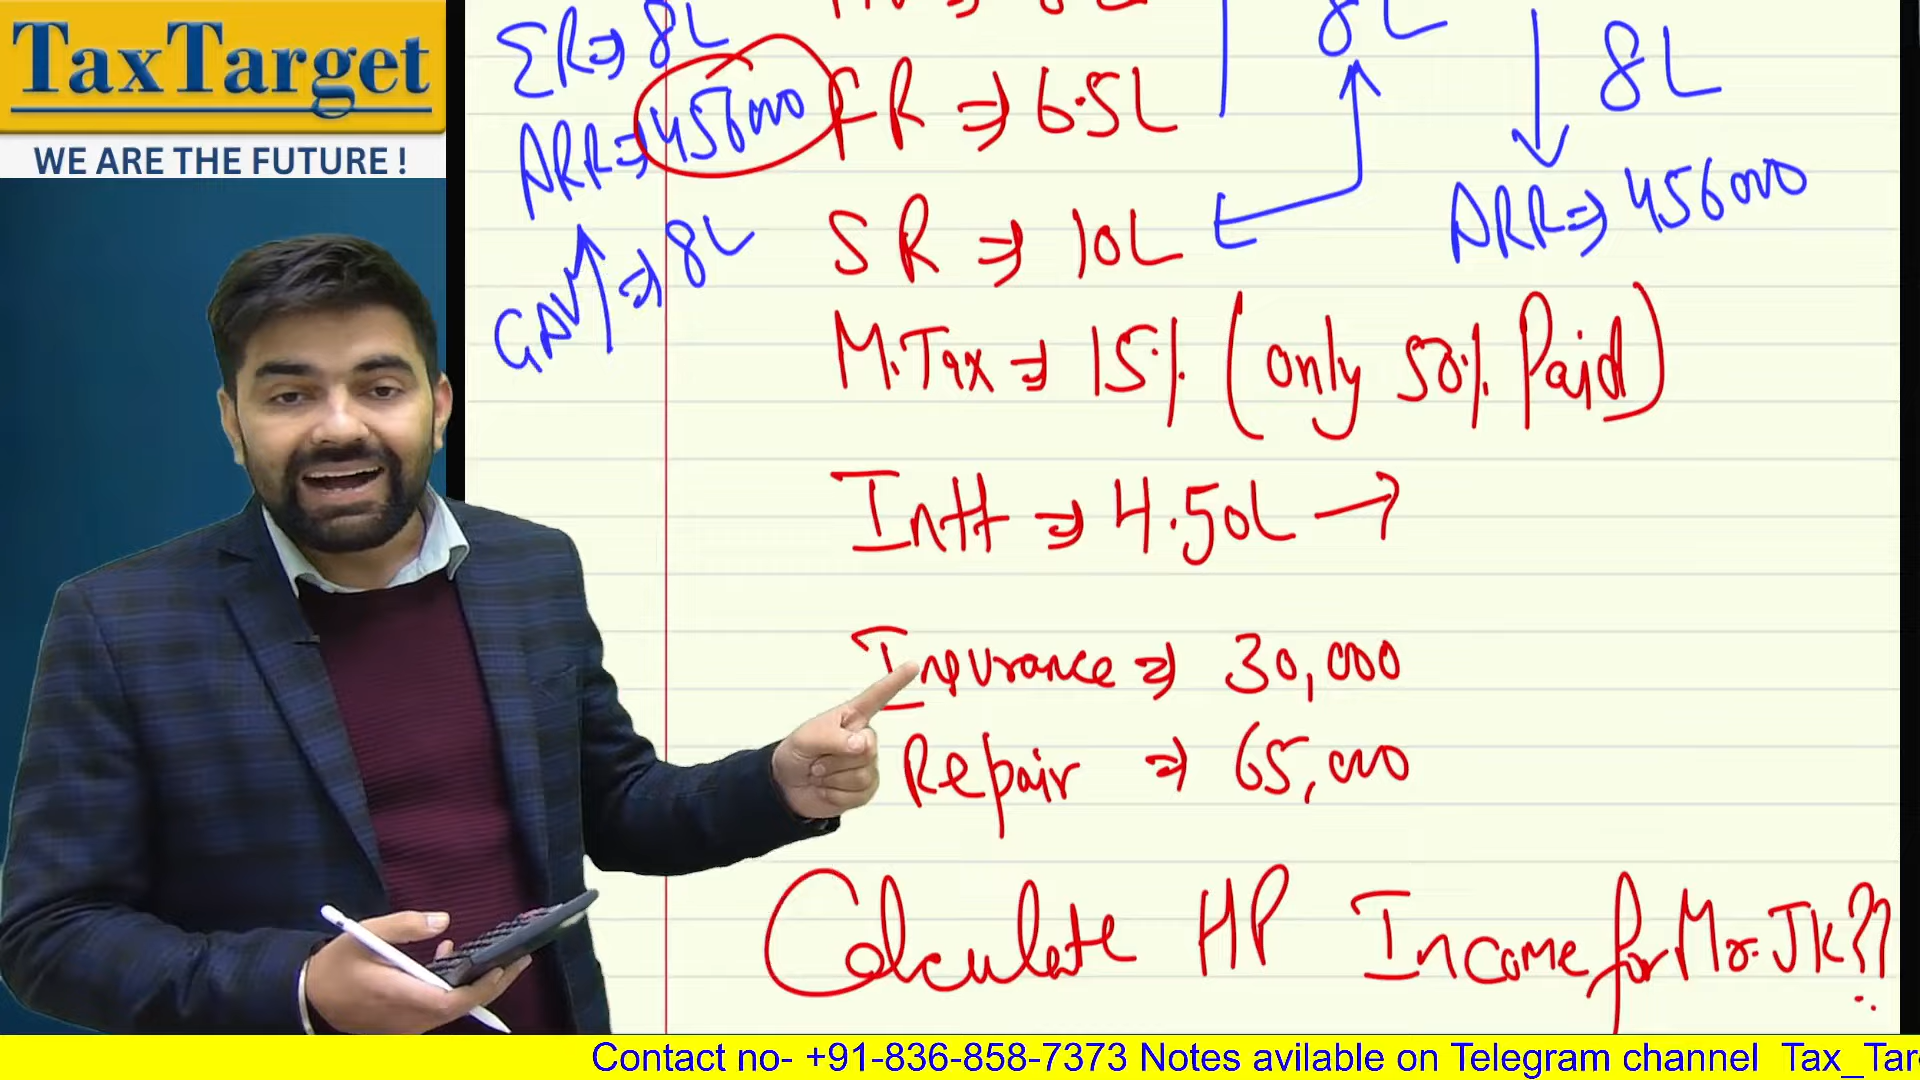 TaxTarget
WE ARE THE FUTURE !
ER⇒ 8L
ARR⇒ 456000
GAV ⇒ 8L
FR ⇒ 6.5L
SR ⇒ 10L
M.Tax ⇒ 15% (only 50% Paid)
Intt ⇒ 4.50L →
Insurance ⇒ 30,000
Repair ⇒ 65,000
Calculate HP Income for Mr. JK??
8L
8L
ARR⇒ 456000
Contact no- +91-836-858-7373 Notes avilable on Telegram channel Tax_Tar